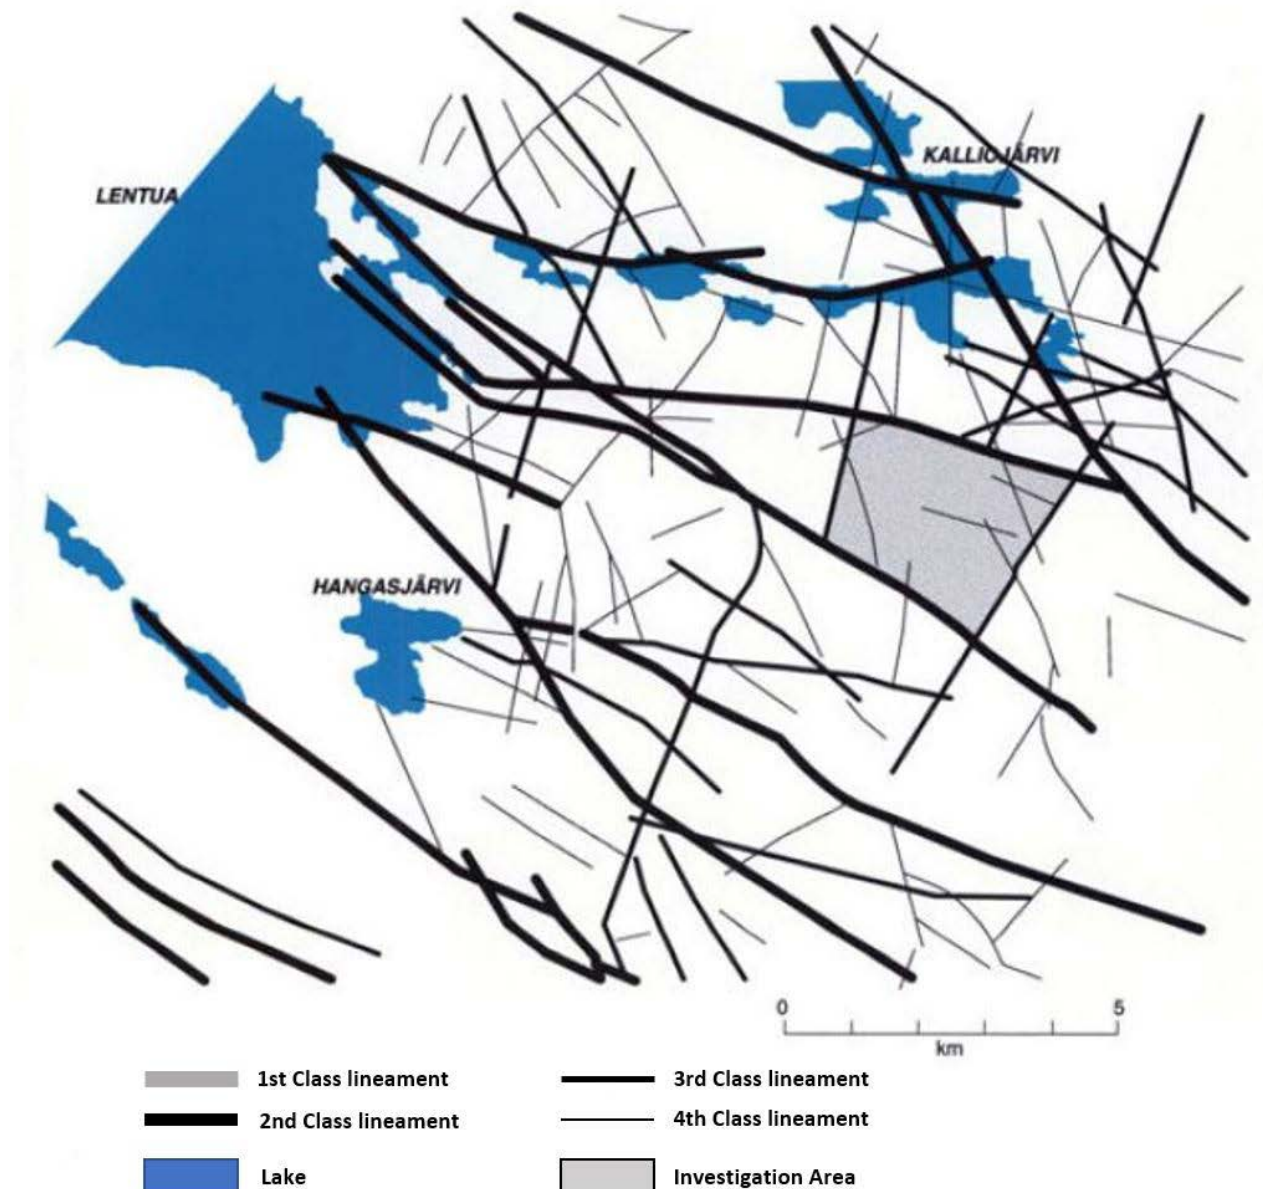 KALLIOJÄRVI
LENTUA
HANGASJÄRVI
0 5
km
1st Class lineament
3rd Class lineament
2nd Class lineament
4th Class lineament
Lake
Investigation Area